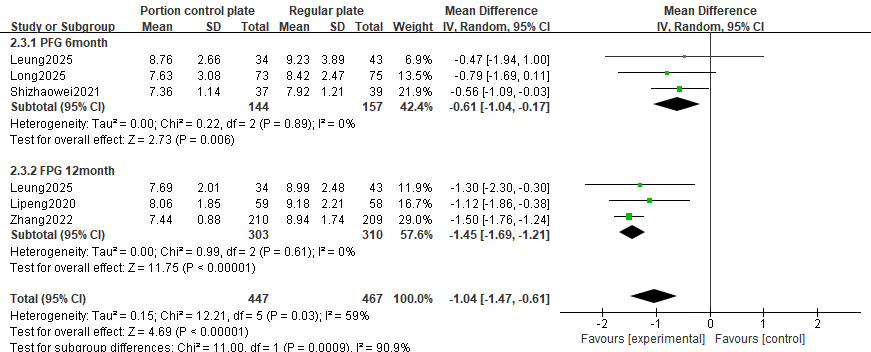 Portion control plate Regular plate Mean Difference Mean Difference
Study or Subgroup Mean SD Total Mean SD Total Weight IV, Random, 95% CI IV, Random, 95% CI
2.3.1 PFG 6month
Leung2025 8.76 2.66 34 9.23 3.89 43 6.9% -0.47 [-1.94, 1.00]
Long2025 7.63 3.08 73 8.42 2.47 75 13.5% -0.79 [-1.69, 0.11]
Shizhaowei2021 7.36 1.14 37 7.92 1.21 39 21.9% -0.56 [-1.09, -0.03]
Subtotal (95% CI) 144 157 42.4% -0.61 [-1.04, -0.17]
Heterogeneity: Tau² = 0.00; Chi² = 0.22, df = 2 (P = 0.89); I² = 0%
Test for overall effect: Z = 2.73 (P = 0.006)
2.3.2 FPG 12month
Leung2025 7.69 2.01 34 8.99 2.48 43 11.9% -1.30 [-2.30, -0.30]
Lipeng2020 8.06 1.85 59 9.18 2.21 58 16.7% -1.12 [-1.86, -0.38]
Zhang2022 7.44 0.88 210 8.94 1.74 209 29.0% -1.50 [-1.76, -1.24]
Subtotal (95% CI) 303 310 57.6% -1.45 [-1.69, -1.21]
Heterogeneity: Tau² = 0.00; Chi² = 0.99, df = 2 (P = 0.61); I² = 0%
Test for overall effect: Z = 11.75 (P < 0.00001)
Total (95% CI) 447 467 100.0% -1.04 [-1.47, -0.61]
Heterogeneity: Tau² = 0.15; Chi² = 12.21, df = 5 (P = 0.03); I² = 59%
Test for overall effect: Z = 4.69 (P < 0.00001)
Test for subgroup differences: Chi² = 11.00, df = 1 (P = 0.0009), I² = 90.9%
-2 -1 0 1 2
Favours [experimental] Favours [control]